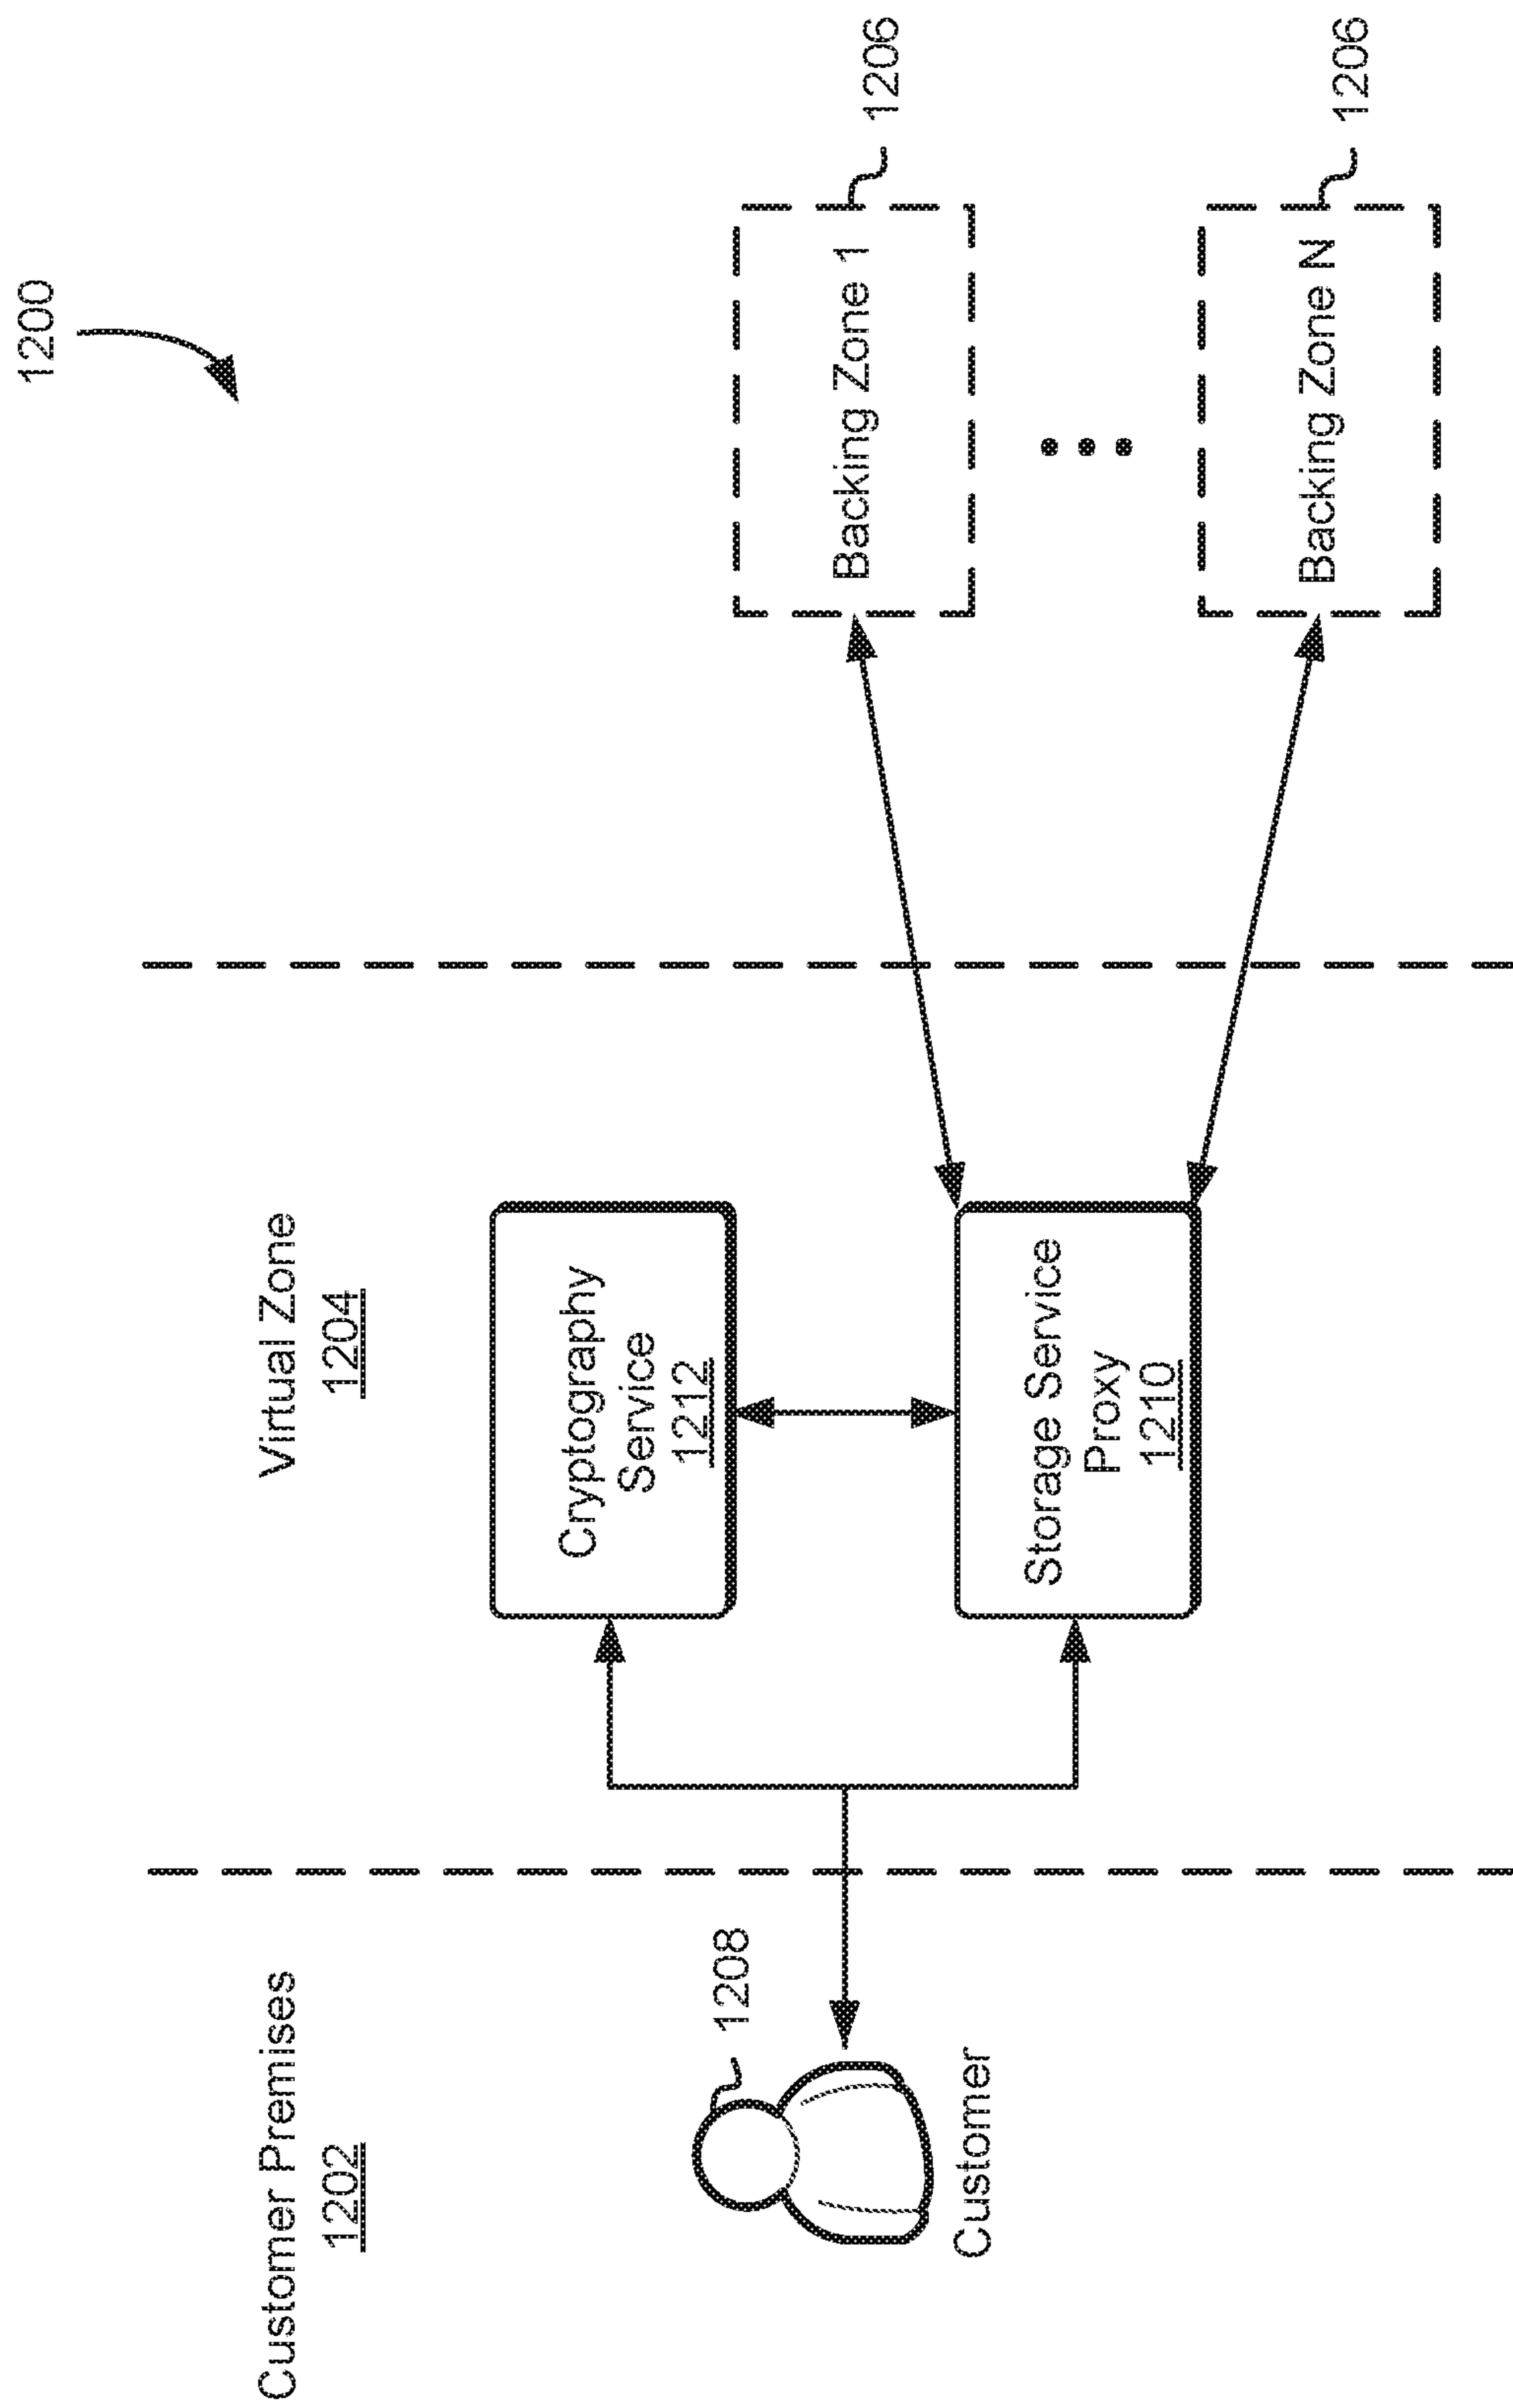 1200
Customer Premises
1202
Virtual Zone
1204
1208
Customer
Cryptography
Service
1212
Storage Service
Proxy
1210
Backing Zone 1
1206
Backing Zone N
1206